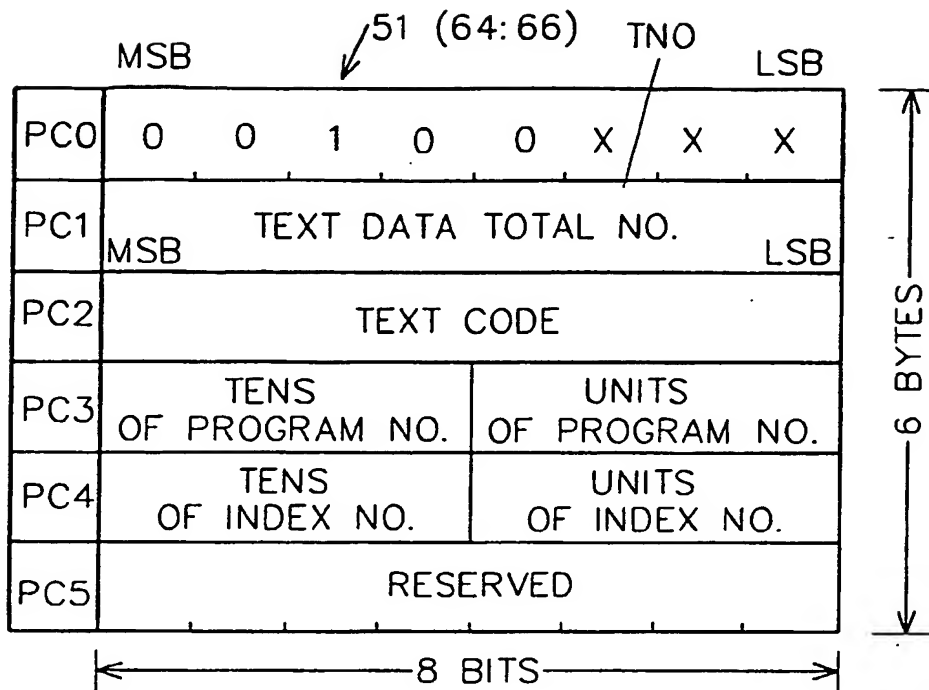 51 (64:66)
TNO
MSB
LSB
PC0 0 0 1 0 0 X X X
PC1 TEXT DATA TOTAL NO.
MSB LSB
PC2 TEXT CODE
PC3 TENS OF PROGRAM NO. UNITS OF PROGRAM NO.
PC4 TENS OF INDEX NO. UNITS OF INDEX NO.
PC5 RESERVED
6 BYTES
8 BITS